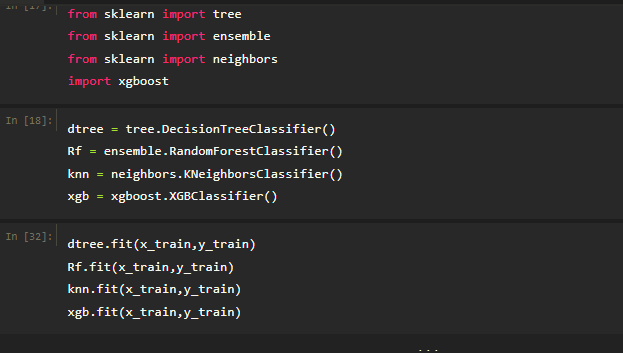 In [17]:
from sklearn import tree
from sklearn import ensemble
from sklearn import neighbors
import xgboost
In [18]:
dtree = tree.DecisionTreeClassifier()
Rf = ensemble.RandomForestClassifier()
knn = neighbors.KNeighborsClassifier()
xgb = xgboost.XGBClassifier()
In [32]:
dtree.fit(x_train,y_train)
Rf.fit(x_train,y_train)
knn.fit(x_train,y_train)
xgb.fit(x_train,y_train)